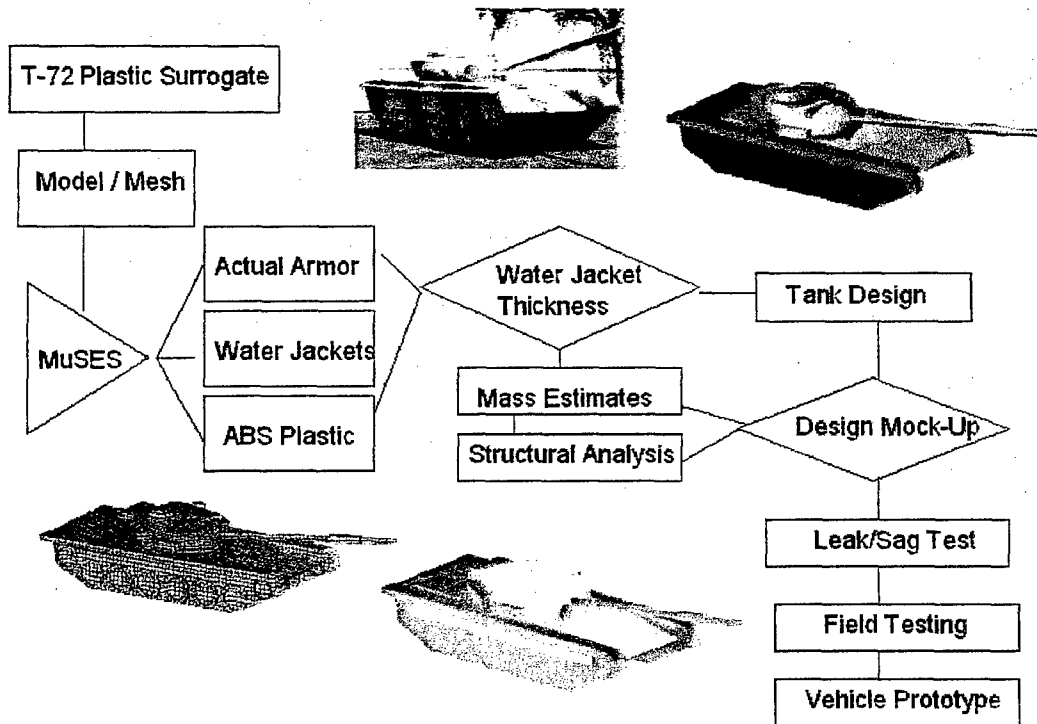 T-72 Plastic Surrogate
Model / Mesh
MuSES
Actual Armor
Water Jackets
ABS Plastic
Water Jacket
Thickness
Mass Estimates
Structural Analysis
Tank Design
Design Mock-Up
Leak/Sag Test
Field Testing
Vehicle Prototype